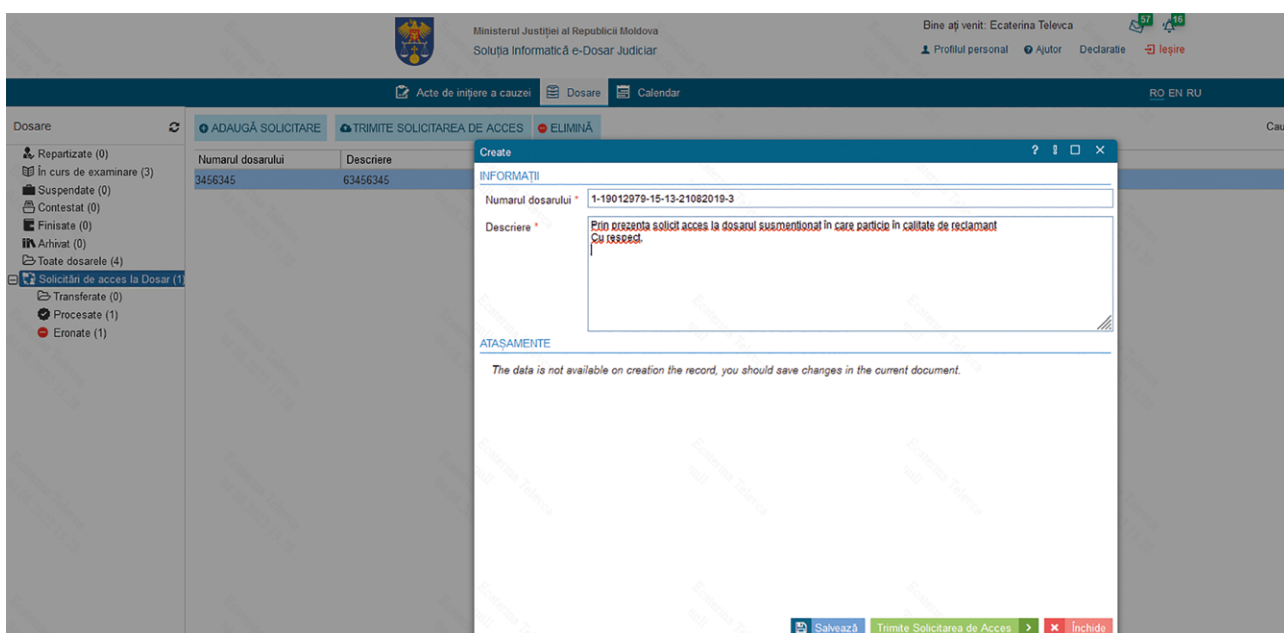 Ministerul Justiției al Republicii Moldova
Soluția Informatică e-Dosar Judiciar
Bine ați venit: Ecaterina Televca
57
16
Profilul personal
Ajutor
Declaratie
Ieșire
Acte de inițiere a cauzei
Dosare
Calendar
RO EN RU
Dosare
ADAUGĂ SOLICITARE
TRIMITE SOLICITAREA DE ACCES
ELIMINĂ
Cau
Repartizate (0)
În curs de examinare (3)
Suspendate (0)
Contestat (0)
Finisate (0)
Arhivat (0)
Toate dosarele (4)
Solicitări de acces la Dosar (1)
Transferate (0)
Procesate (1)
Eronate (1)
Numarul dosarului
Descriere
3456345
63456345
Create
INFORMAȚII
Numarul dosarului *
1-19012979-15-13-21082019-3
Descriere *
Prin prezenta solicit acces la dosarul susmentionat în care particip în calitate de reclamant
Cu respect,
ATAȘAMENTE
The data is not available on creation the record, you should save changes in the current document.
Salvează
Trimite Solicitarea de Acces
Închide